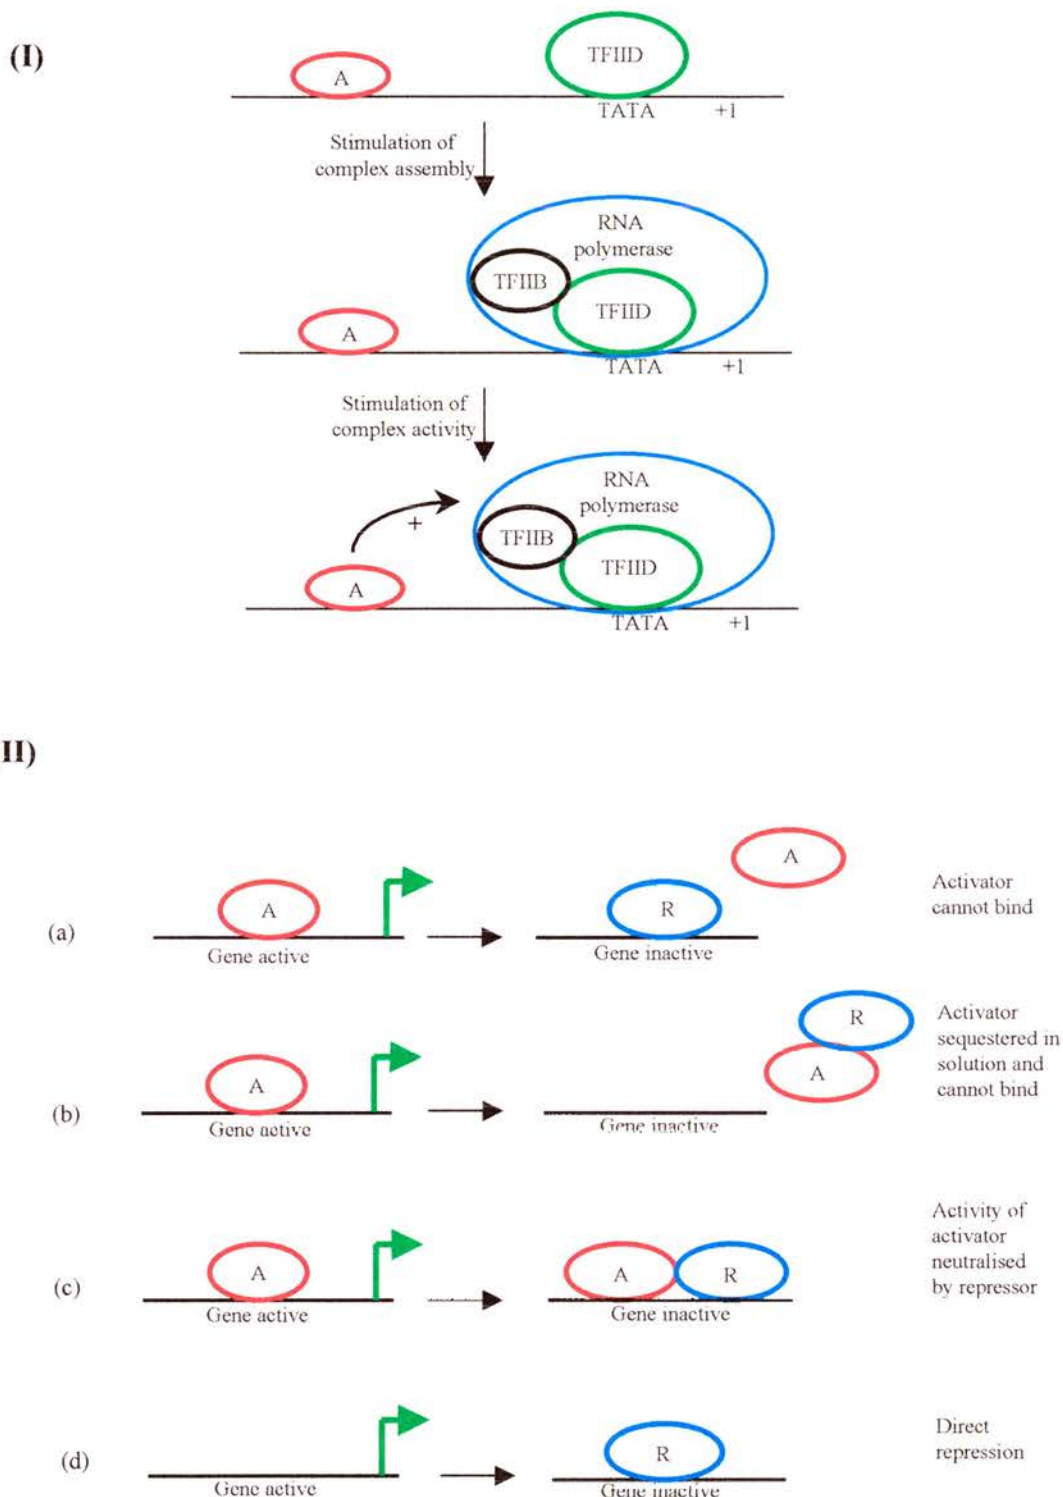 (I)
A
TFIID
TATA
+1
Stimulation of
complex assembly
RNA
polymerase
TFIIB
TFIID
A
TATA
+1
Stimulation of
complex activity
RNA
polymerase
+
TFIIB
TFIID
A
TATA
+1
II)
(a)
A
Gene active
R
Gene inactive
A
Activator
cannot bind
(b)
A
Gene active
Gene inactive
R
A
Activator
sequestered in
solution and
cannot bind
(c)
A
Gene active
A
R
Gene inactive
Activity of
activator
neutralised
by repressor
(d)
Gene active
R
Gene inactive
Direct
repression